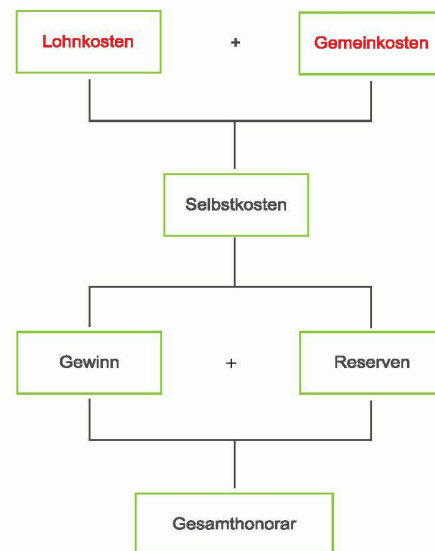 Lohnkosten + Gemeinkosten
Selbstkosten
Gewinn + Reserven
Gesamthonorar